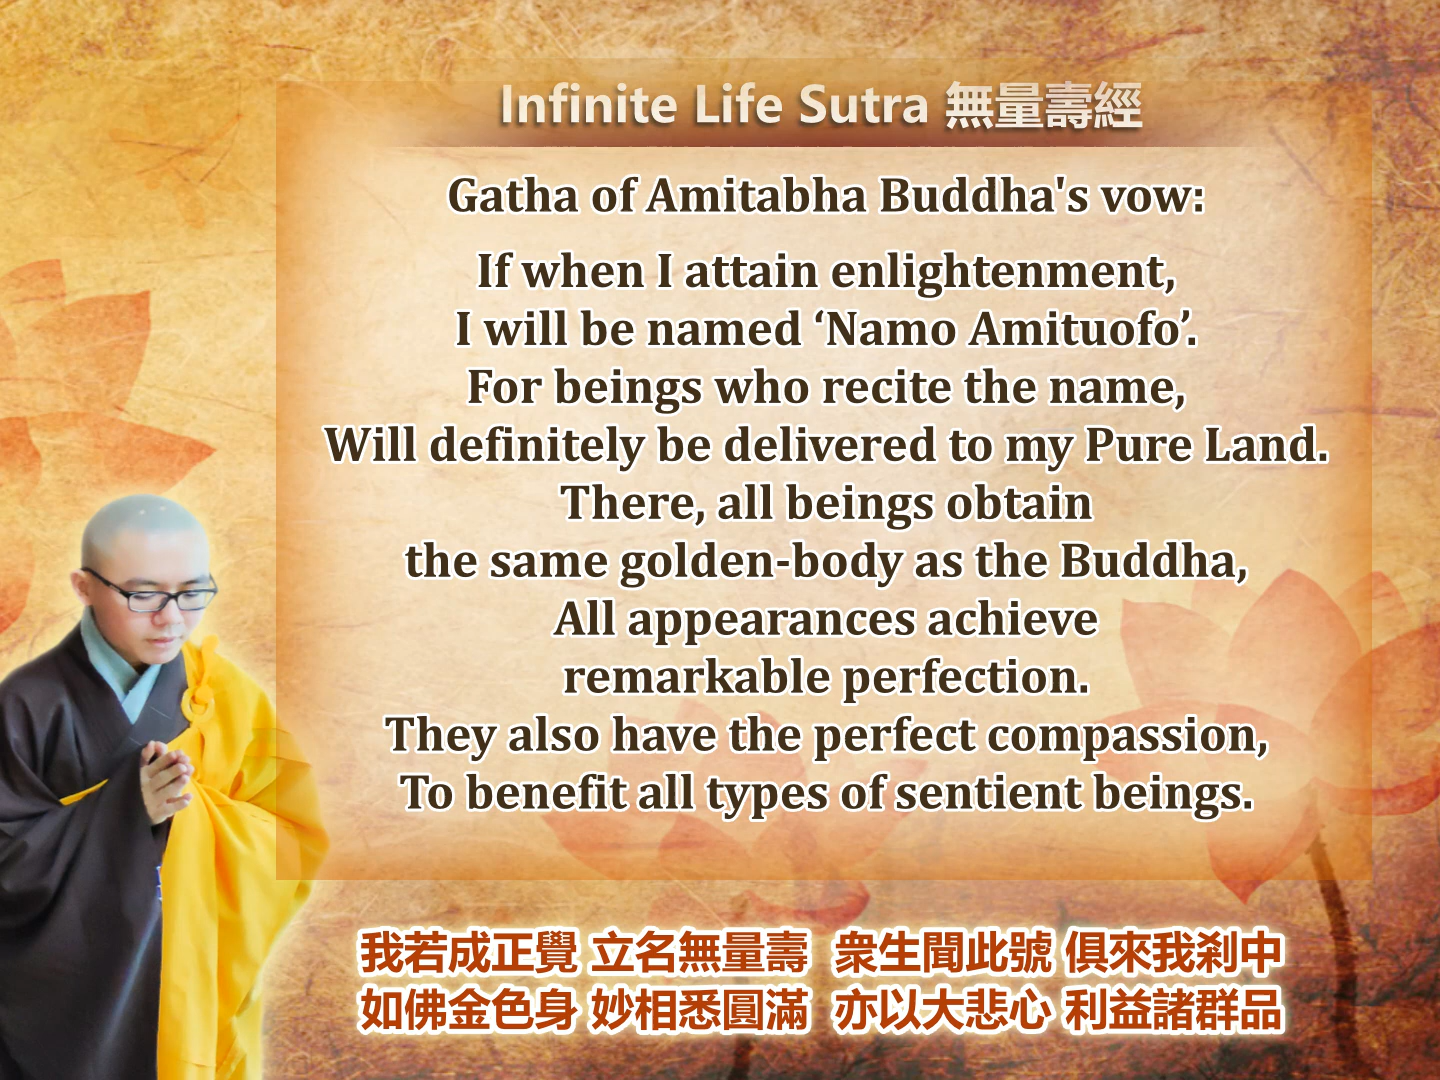 Infinite Life Sutra 無量壽經
Gatha of Amitabha Buddha's vow:
If when I attain enlightenment,
I will be named ‘Namo Amituofo’.
For beings who recite the name,
Will definitely be delivered to my Pure Land.
There, all beings obtain
the same golden-body as the Buddha,
All appearances achieve
remarkable perfection.
They also have the perfect compassion,
To benefit all types of sentient beings.
我若成正覺 立名無量壽 衆生聞此號 俱來我剎中
如佛金色身 妙相悉圓滿 亦以大悲心 利益諸群品